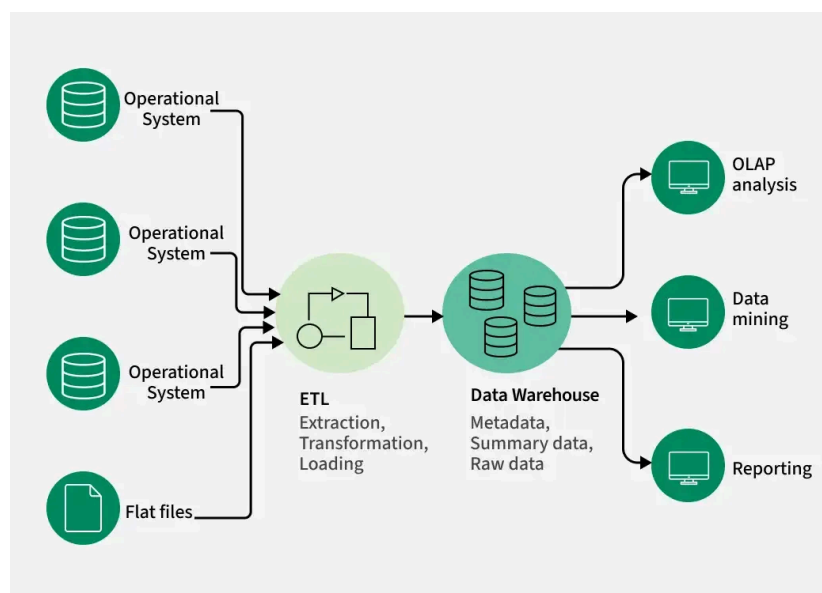 Operational
System
Operational
System
Operational
System
Flat files
ETL
Extraction,
Transformation,
Loading
Data Warehouse
Metadata,
Summary data,
Raw data
OLAP
analysis
Data
mining
Reporting